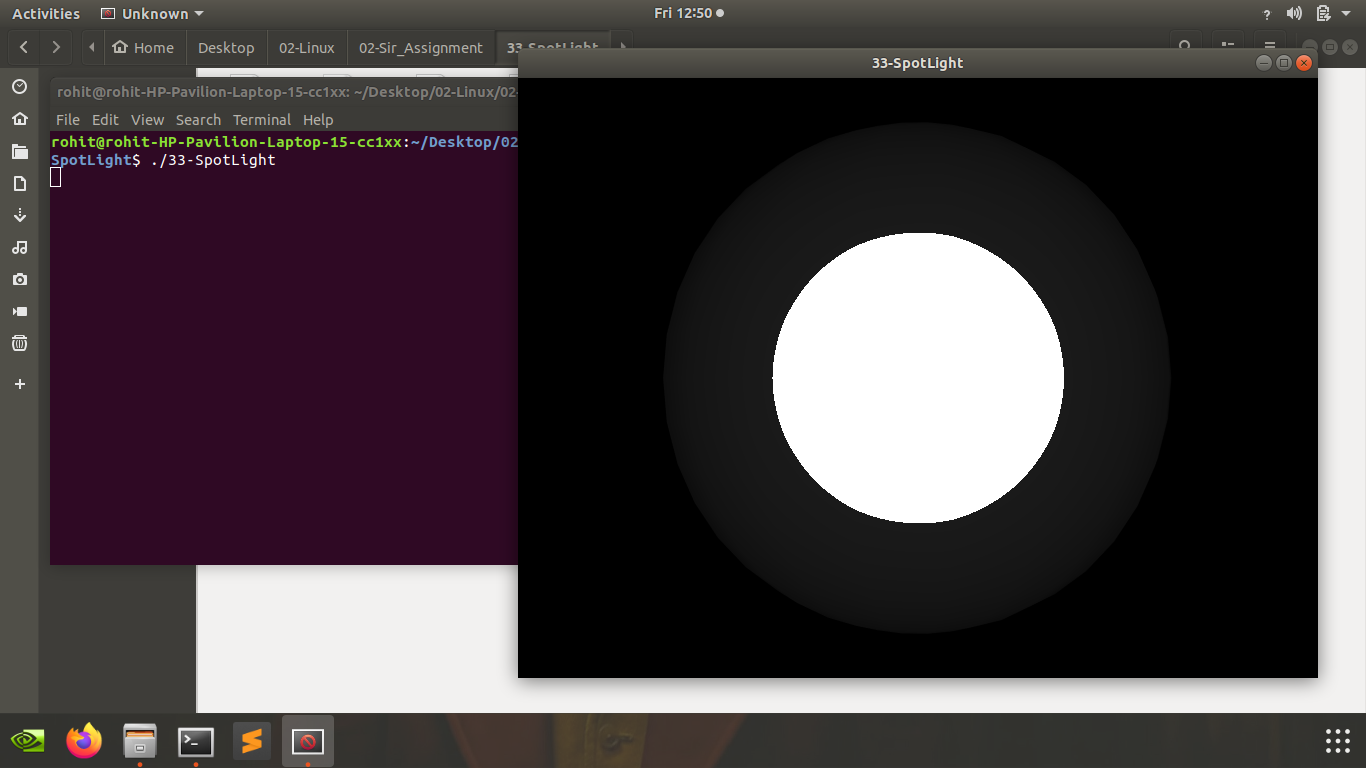 Activities Unknown Fri 12:50 ?
Home Desktop 02-Linux 02-Sir_Assignment 33-SpotLight
33-SpotLight
rohit@rohit-HP-Pavilion-Laptop-15-cc1xx: ~/Desktop/02-Linux/02-
File Edit View Search Terminal Help
rohit@rohit-HP-Pavilion-Laptop-15-cc1xx:~/Desktop/02
SpotLight$ ./33-SpotLight